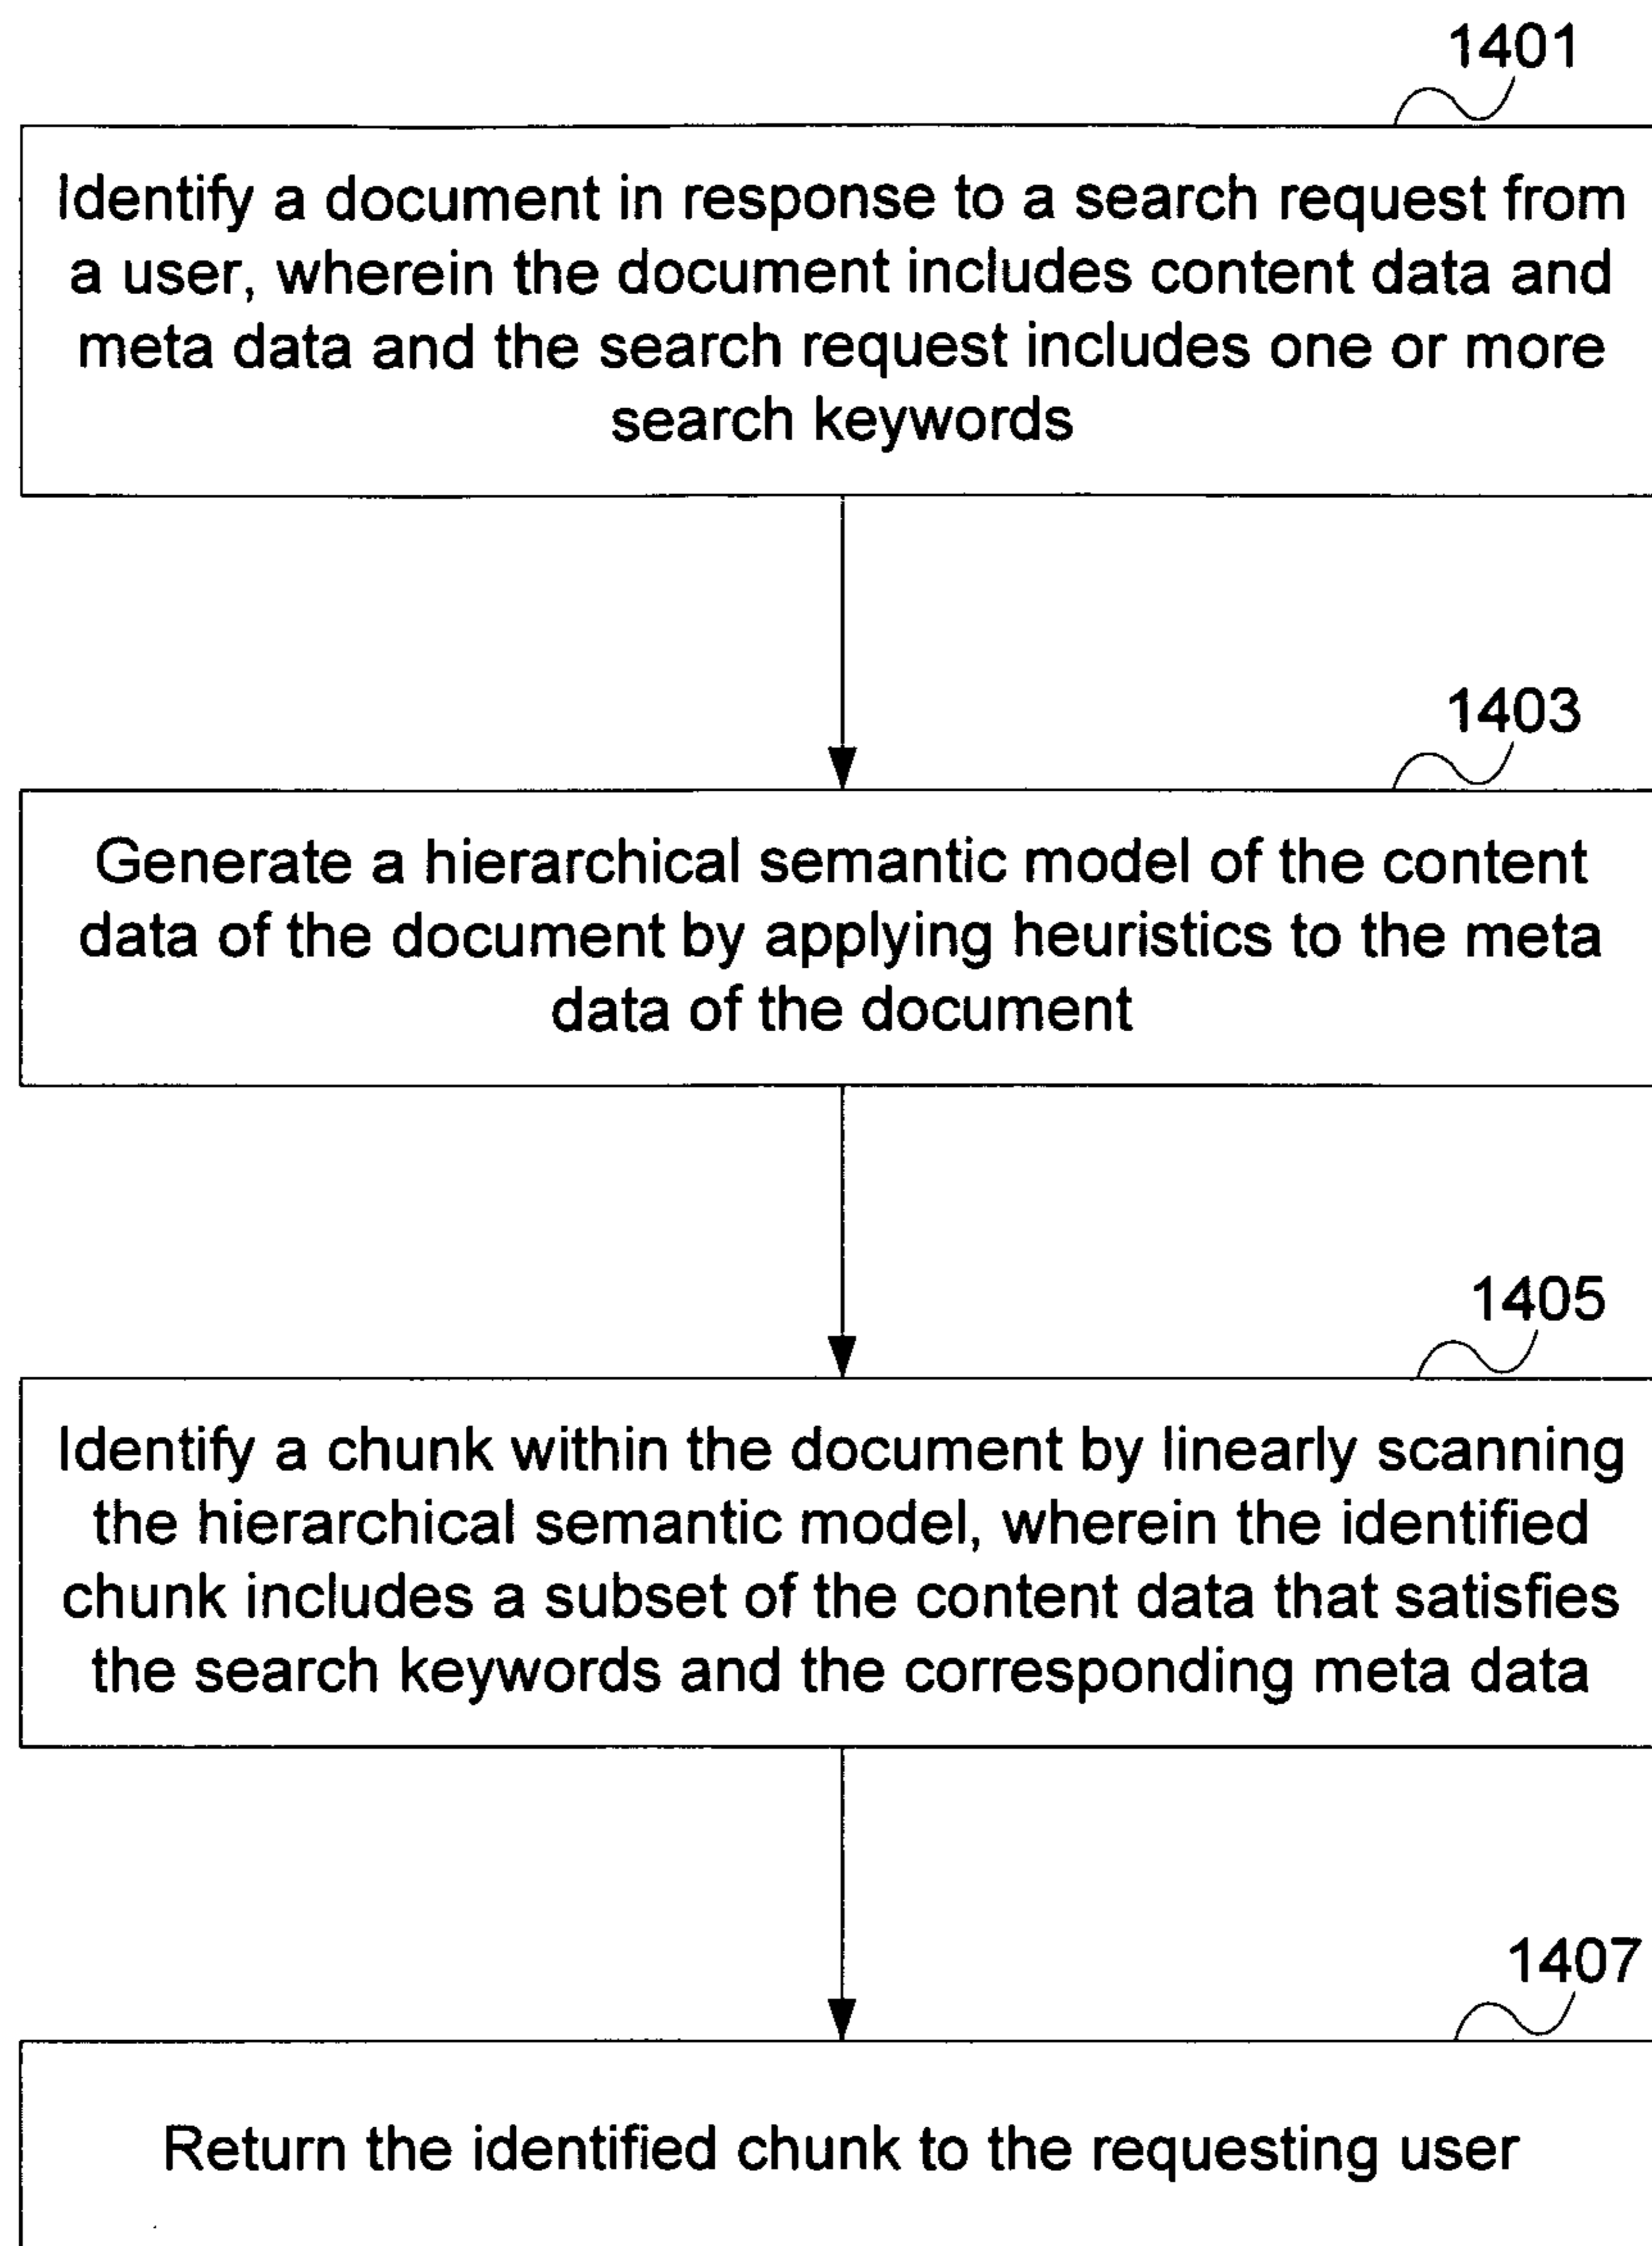 1401
Identify a document in response to a search request from
a user, wherein the document includes content data and
meta data and the search request includes one or more
search keywords
1403
Generate a hierarchical semantic model of the content
data of the document by applying heuristics to the meta
data of the document
1405
Identify a chunk within the document by linearly scanning
the hierarchical semantic model, wherein the identified
chunk includes a subset of the content data that satisfies
the search keywords and the corresponding meta data
1407
Return the identified chunk to the requesting user